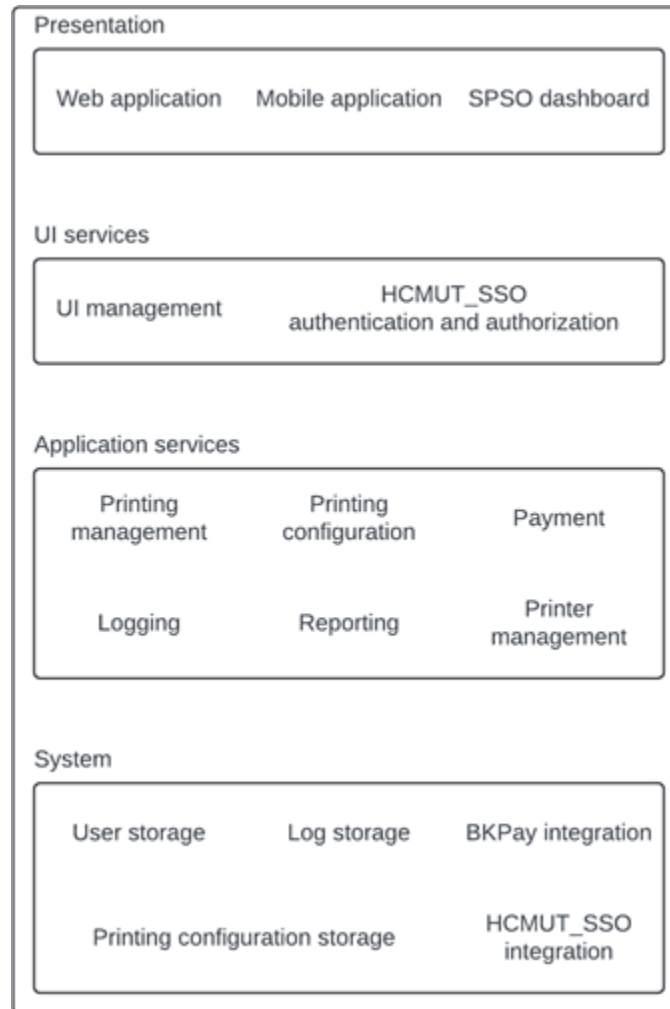 Presentation
Web application
Mobile application
SPSO dashboard
UI services
UI management
HCMUT_SSO
authentication and authorization
Application services
Printing
management
Printing
configuration
Payment
Logging
Reporting
Printer
management
System
User storage
Log storage
BKPay integration
Printing configuration storage
HCMUT_SSO
integration